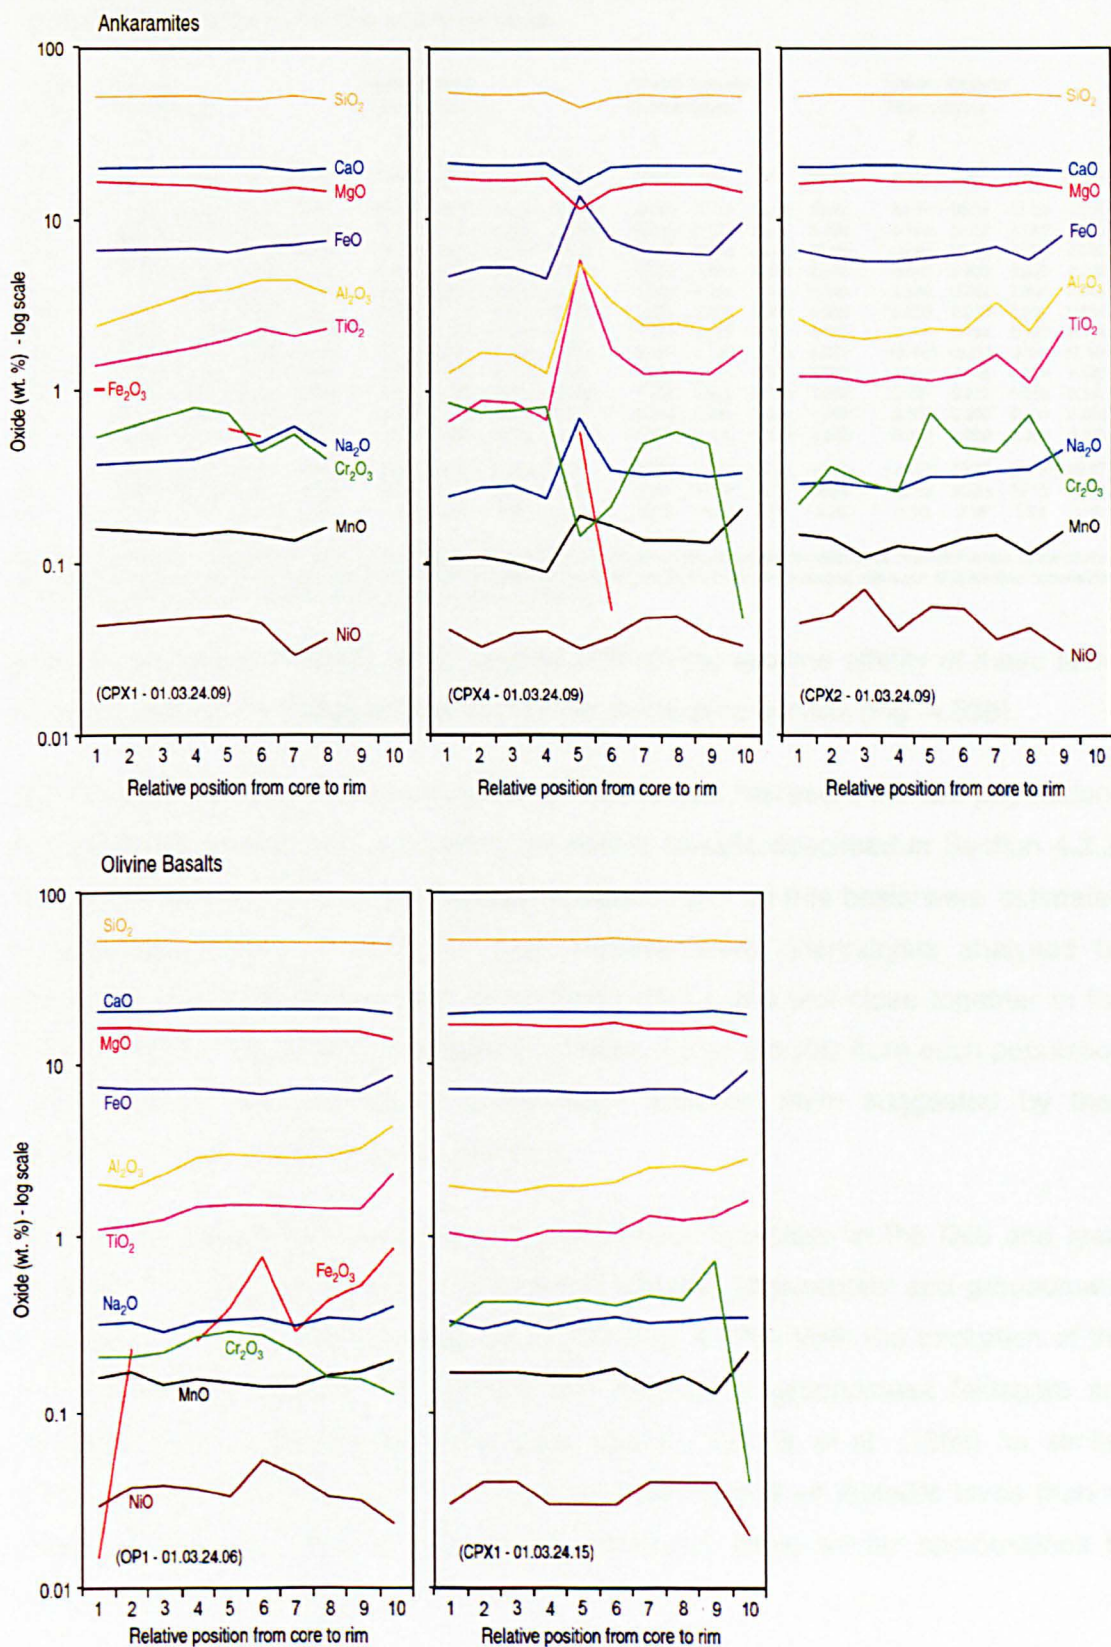 Ankaramites
100
10
1
0.1
0.01
Oxide (wt. %) - log scale
SiO₂
CaO
MgO
FeO
Al₂O₃
TiO₂
Fe₂O₃
Na₂O
Cr₂O₃
MnO
NiO
(CPX1 - 01.03.24.09)
1 2 3 4 5 6 7 8 9 10
Relative position from core to rim
(CPX4 - 01.03.24.09)
1 2 3 4 5 6 7 8 9 10
Relative position from core to rim
SiO₂
CaO
MgO
FeO
Al₂O₃
TiO₂
Na₂O
Cr₂O₃
MnO
NiO
(CPX2 - 01.03.24.09)
1 2 3 4 5 6 7 8 9 10
Relative position from core to rim
Olivine Basalts
100
10
1
0.1
0.01
Oxide (wt. %) - log scale
SiO₂
CaO
MgO
FeO
Al₂O₃
TiO₂
Fe₂O₃
Na₂O
Cr₂O₃
MnO
NiO
(OP1 - 01.03.24.06)
1 2 3 4 5 6 7 8 9 10
Relative position from core to rim
(CPX1 - 01.03.24.15)
1 2 3 4 5 6 7 8 9 10
Relative position from core to rim